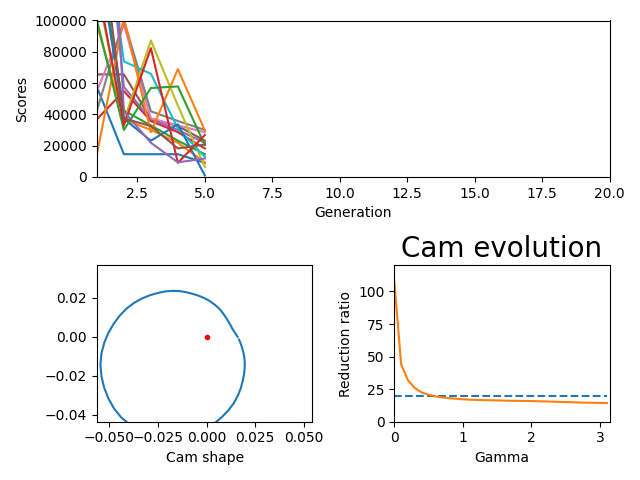 100000
80000
60000
40000
20000
0
Scores
2.5 5.0 7.5 10.0 12.5 15.0 17.5 20.0
Generation
Cam evolution
0.02
0.00
−0.02
−0.04
−0.050 −0.025 0.000 0.025 0.050
Cam shape
100
75
50
25
0
Reduction ratio
0 1 2 3
Gamma